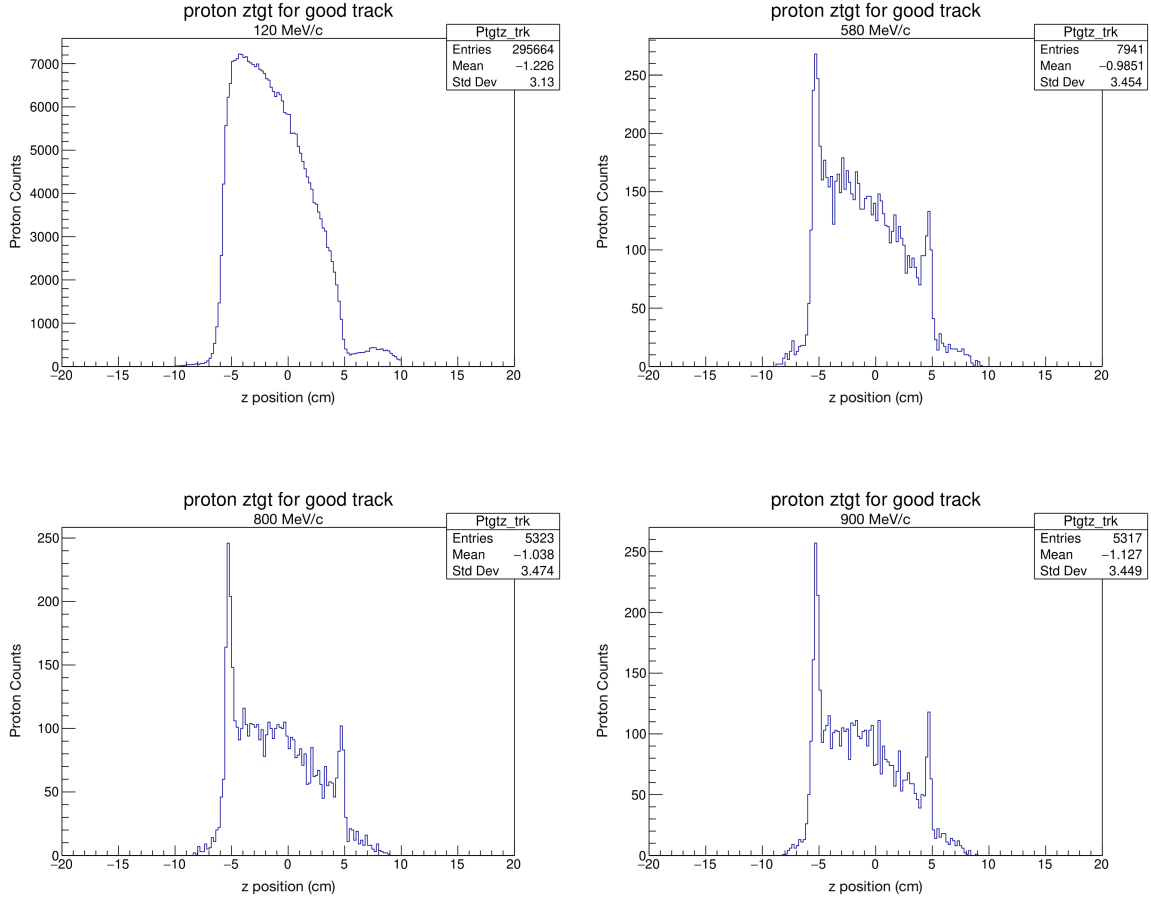 proton ztgt for good track
120 MeV/c
Ptgtz_trk
Entries 295664
Mean −1.226
Std Dev 3.13
Proton Counts
7000
6000
5000
4000
3000
2000
1000
0
−20 −15 −10 −5 0 5 10 15 20
z position (cm)
proton ztgt for good track
580 MeV/c
Ptgtz_trk
Entries 7941
Mean −0.9851
Std Dev 3.454
Proton Counts
250
200
150
100
50
0
−20 −15 −10 −5 0 5 10 15 20
z position (cm)
proton ztgt for good track
800 MeV/c
Ptgtz_trk
Entries 5323
Mean −1.038
Std Dev 3.474
Proton Counts
250
200
150
100
50
0
−20 −15 −10 −5 0 5 10 15 20
z position (cm)
proton ztgt for good track
900 MeV/c
Ptgtz_trk
Entries 5317
Mean −1.127
Std Dev 3.449
Proton Counts
250
200
150
100
50
0
−20 −15 −10 −5 0 5 10 15 20
z position (cm)